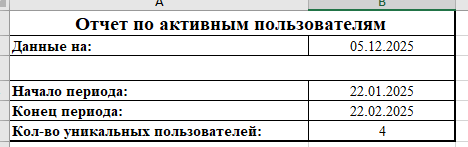 A B
Отчет по активным пользователям
Данные на: 05.12.2025
Начало периода: 22.01.2025
Конец периода: 22.02.2025
Кол-во уникальных пользователей: 4